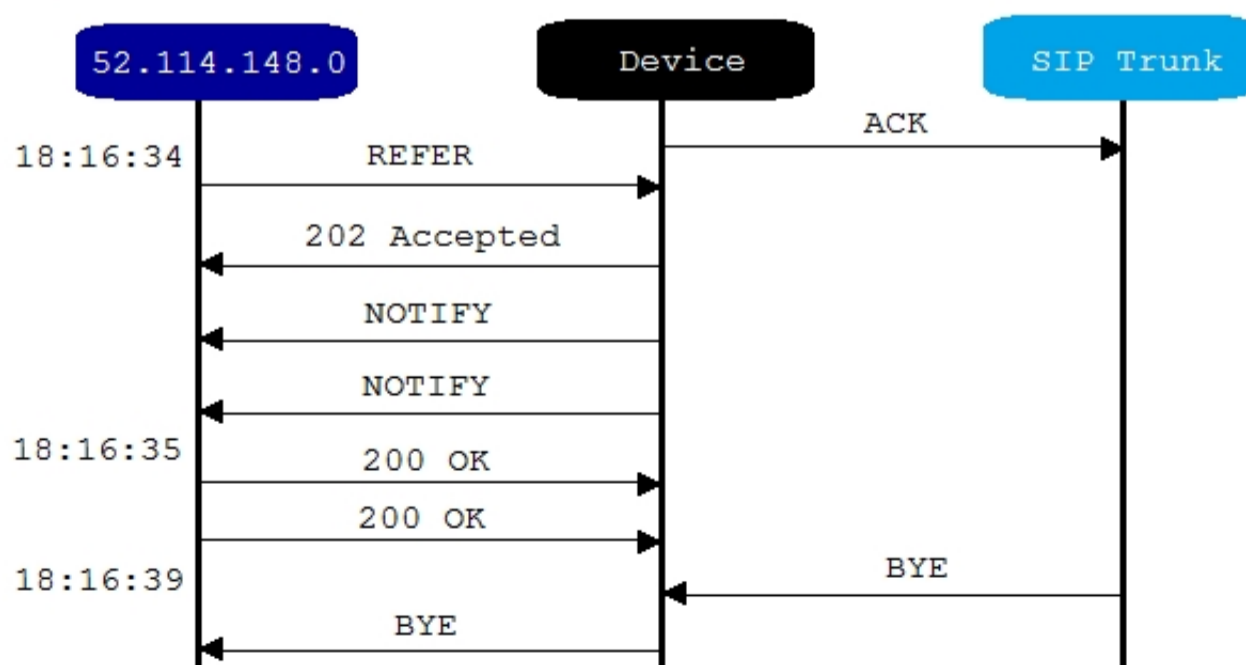 52.114.148.0
Device
SIP Trunk
ACK
18:16:34
REFER
202 Accepted
NOTIFY
NOTIFY
18:16:35
200 OK
200 OK
18:16:39
BYE
BYE